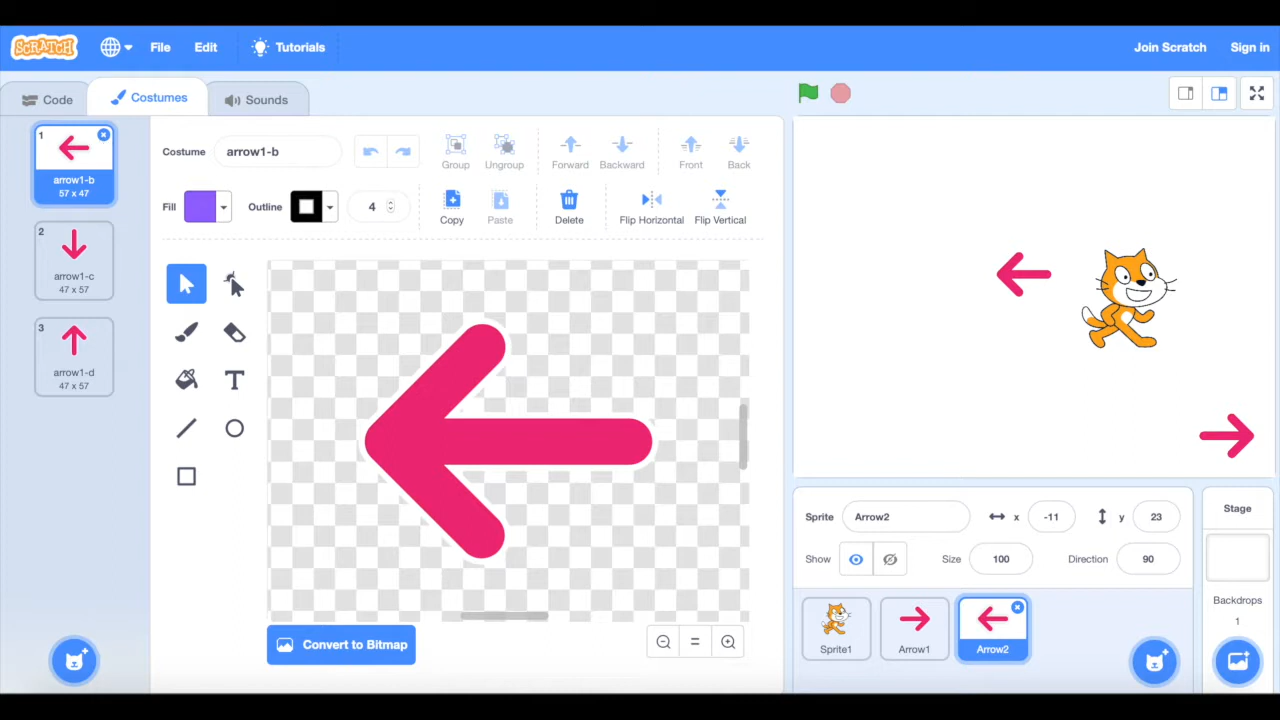 SCRATCH File Edit Tutorials Join Sign in Scratch
Code Costumes Sounds
1
arrow1-b
57 x 47
2
arrow1-c
47 x 57
3
arrow1-d
47 x 57
Costume arrow1-b Group Ungroup Forward Backward Front Back
Fill Outline 4 Copy Paste Delete Flip Horizontal Flip Vertical
T
Convert to Bitmap
Sprite Arrow2 x -11 y 23
Show Size 100 Direction 90
Sprite1 Arrow1 Arrow2
Stage
Backdrops
1